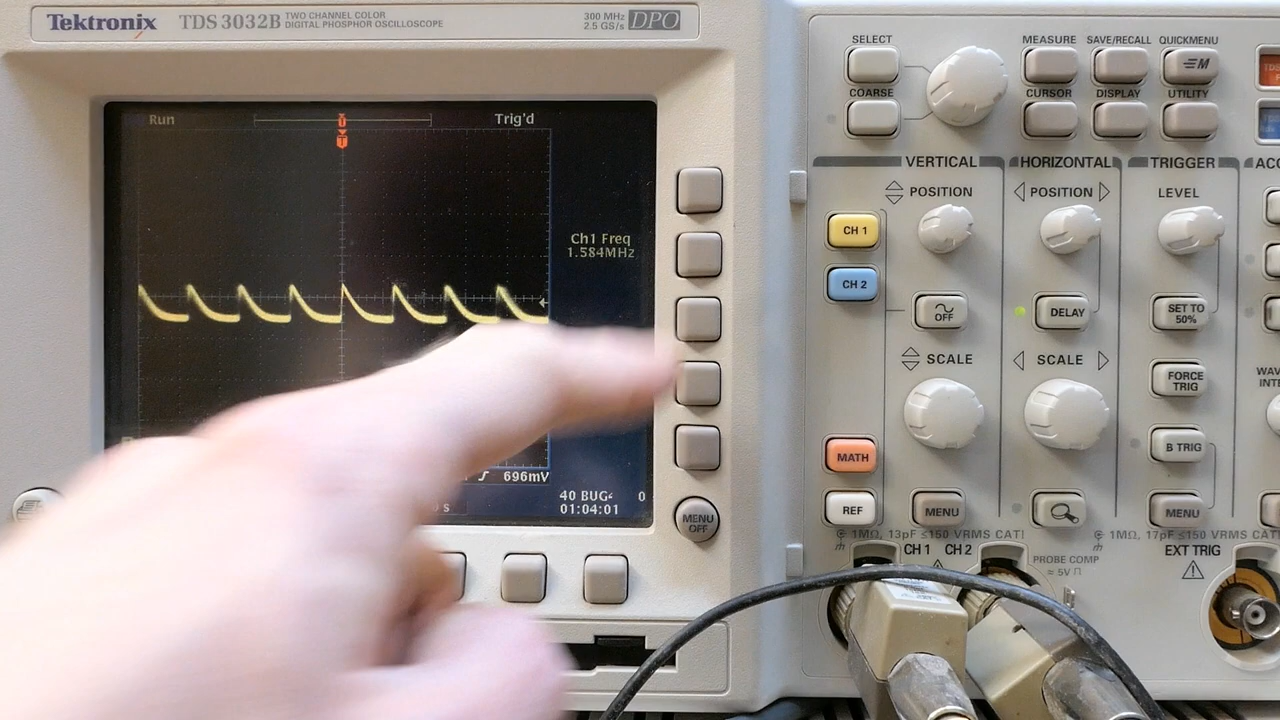 Tektronix TDS 3032B TWO CHANNEL COLOR
DIGITAL PHOSPHOR OSCILLOSCOPE
300 MHz
2.5 GS/s DPO
Run
Trig'd
T
T
Ch1 Freq
1.584MHz
696mV
0
01:04:01
s
MENU
OFF
SELECT
MEASURE
SAVE/RECALL
QUICKMENU
M
COARSE
CURSOR
DISPLAY
UTILITY
TDS
VERTICAL
HORIZONTAL
TRIGGER
POSITION
POSITION
LEVEL
CH 1
CH 2
OFF
DELAY
SET TO
50%
SCALE
SCALE
FORCE
TRIG
MATH
B TRIG
REF
MENU
MENU
1MΩ, 13pF ≤150 VRMS CAT I
1MΩ, 17pF ≤150 VRMS CAT I
CH 1 CH 2
PROBE COMP
≈ 5V
EXT TRIG